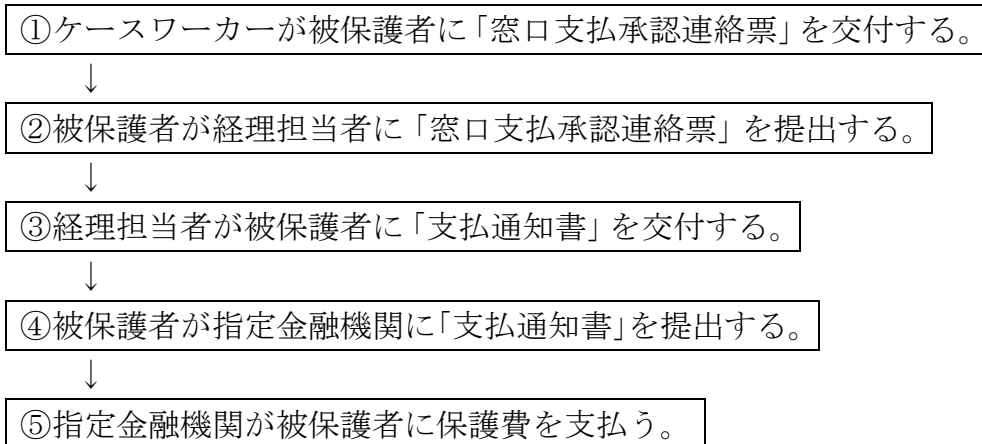 ①ケースワーカーが被保護者に「窓口支払承認連絡票」を交付する。
↓
②被保護者が経理担当者に「窓口支払承認連絡票」を提出する。
↓
③経理担当者が被保護者に「支払通知書」を交付する。
↓
④被保護者が指定金融機関に「支払通知書」を提出する。
↓
⑤指定金融機関が被保護者に保護費を支払う。